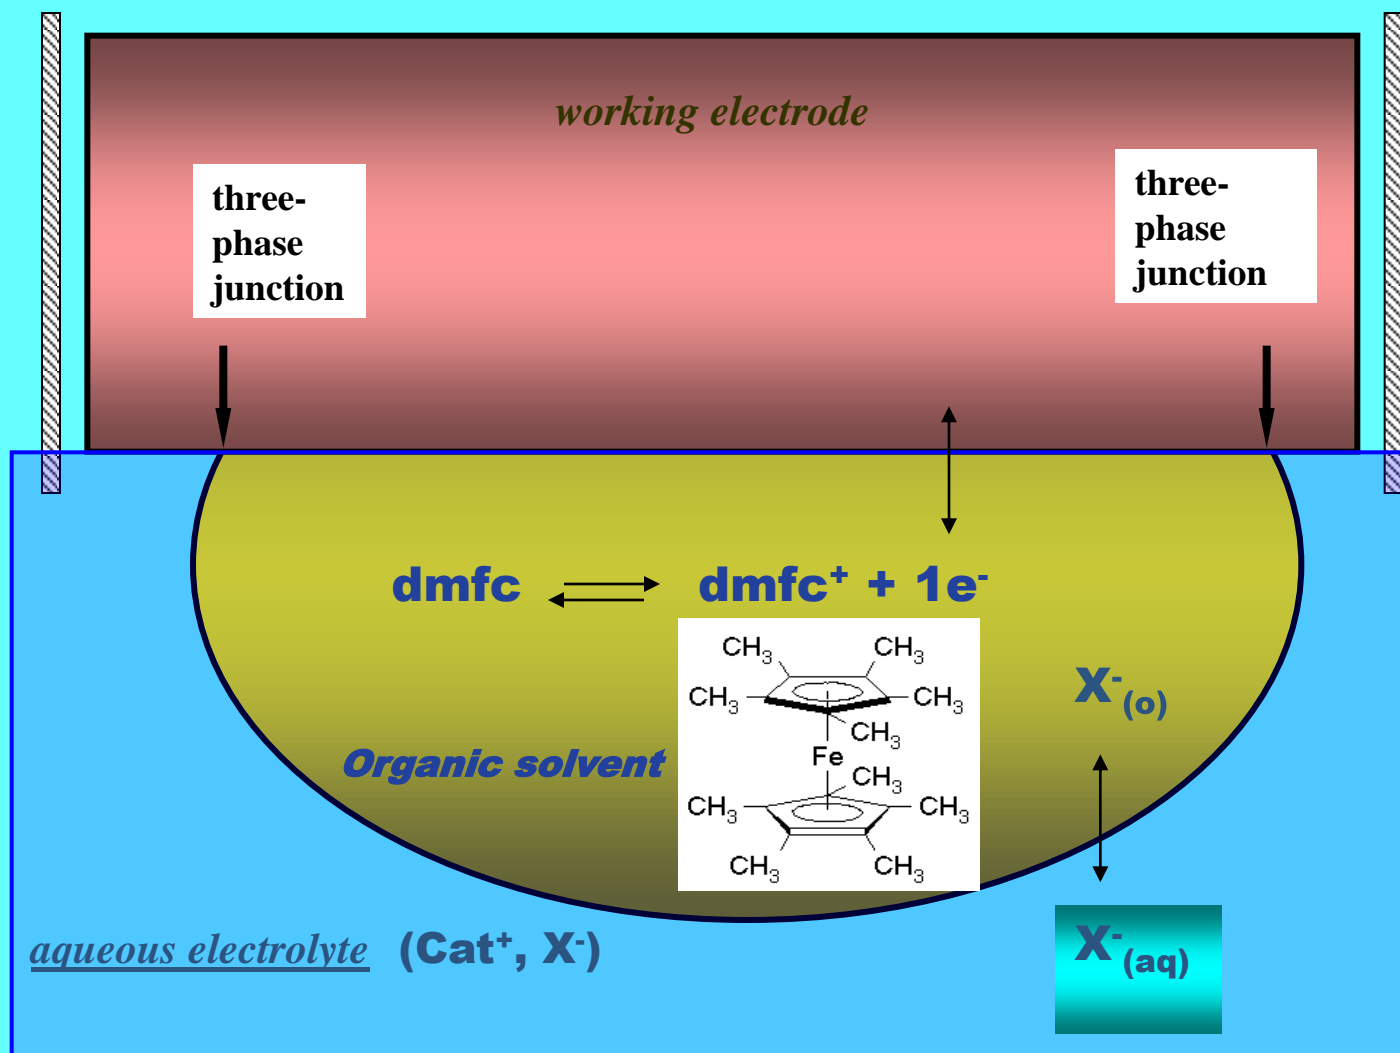 working electrode
three-
phase
junction
three-
phase
junction
dmfc ⇌ dmfc⁺ + 1e⁻
CH₃ CH₃
CH₃ CH₃
CH₃
Fe
CH₃
CH₃ CH₃
CH₃ CH₃
X⁻(o)
Organic solvent
aqueous electrolyte (Cat⁺, X⁻)
X⁻(aq)